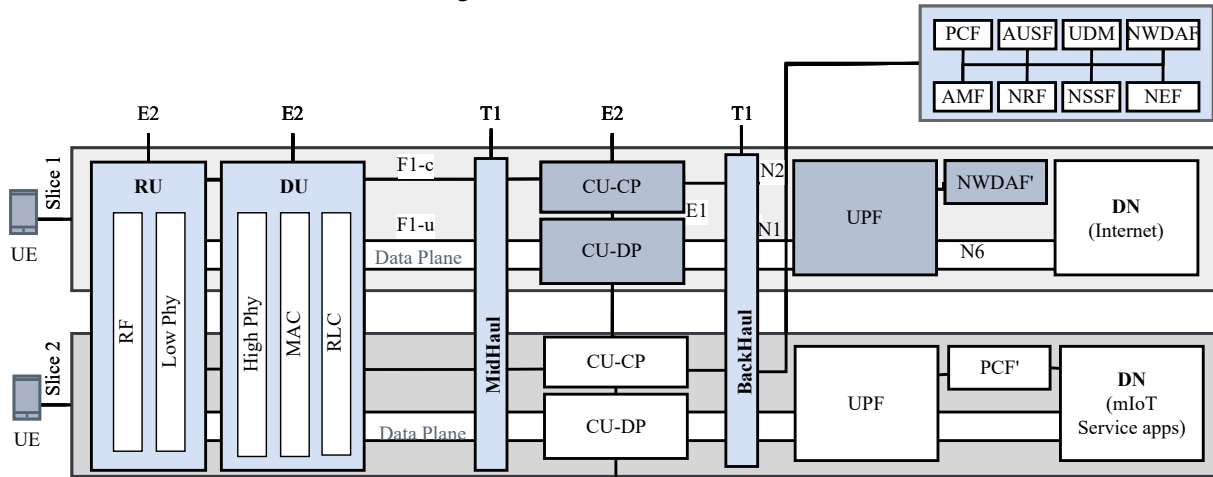 PCF AUSF UDM NWDAF
AMF NRF NSSF NEF
E2 E2 T1 E2 T1
Slice 1
UE
RU
RF
Low Phy
DU
High Phy
MAC
RLC
F1-c
F1-u
Data Plane
MidHaul
CU-CP
E1
CU-DP
BackHaul
N2
N1
UPF
NWDAF'
N6
DN
(Internet)
Slice 2
UE
Data Plane
CU-CP
CU-DP
UPF
PCF'
DN
(mIoT
Service apps)